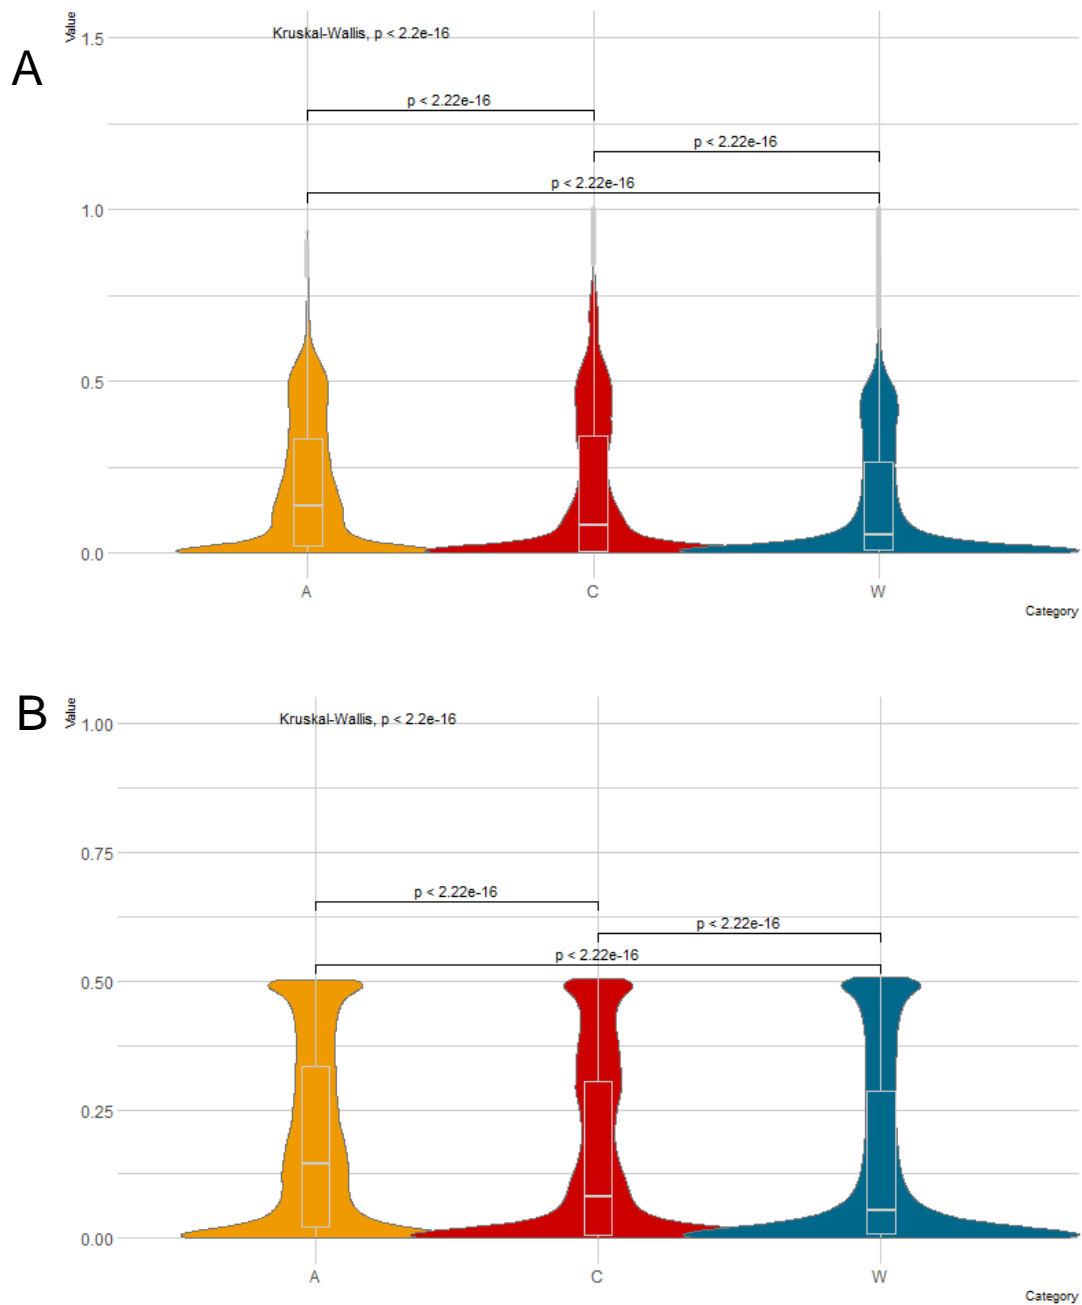 A
Value
1.5
Kruskal-Wallis, p < 2.2e-16
p < 2.22e-16
p < 2.22e-16
p < 2.22e-16
1.0
0.5
0.0
A C W
Category
B
Value
1.00
Kruskal-Wallis, p < 2.2e-16
0.75
p < 2.22e-16
p < 2.22e-16
p < 2.22e-16
0.50
0.25
0.00
A C W
Category